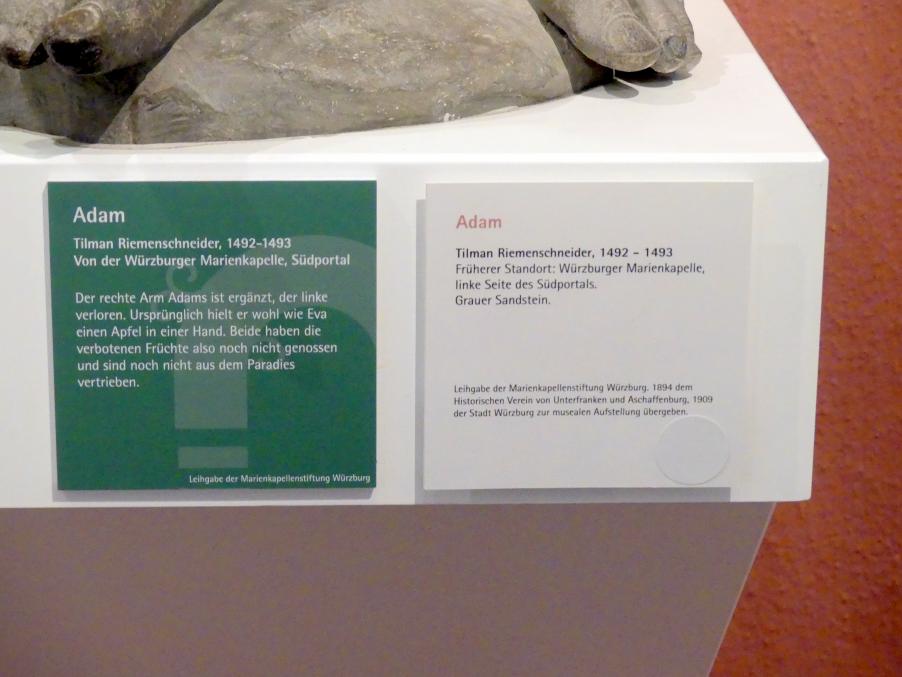 Adam
Tilman Riemenschneider, 1492-1493
Von der Würzburger Marienkapelle, Südportal
Der rechte Arm Adams ist ergänzt, der linke
verloren. Ursprünglich hielt er wohl wie Eva
einen Apfel in einer Hand. Beide haben die
verbotenen Früchte also noch nicht genossen
und sind noch nicht aus dem Paradies
vertrieben.
Leihgabe der Marienkapellenstiftung Würzburg
Adam
Tilman Riemenschneider, 1492 - 1493
Früherer Standort: Würzburger Marienkapelle,
linke Seite des Südportals.
Grauer Sandstein.
Leihgabe der Marienkapellenstiftung Würzburg. 1894 dem
Historischen Verein von Unterfranken und Aschaffenburg, 1909
der Stadt Würzburg zur musealen Aufstellung übergeben.